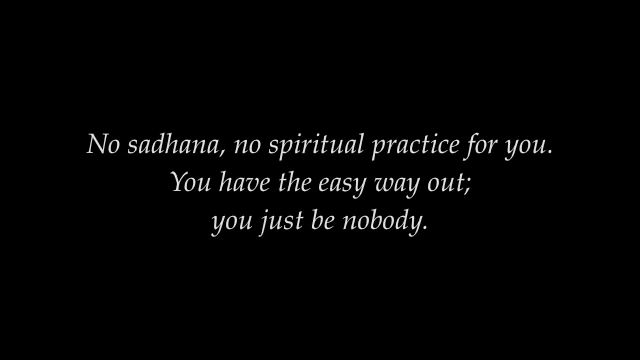 No sadhana, no spiritual practice for you.
You have the easy way out;
you just be nobody.